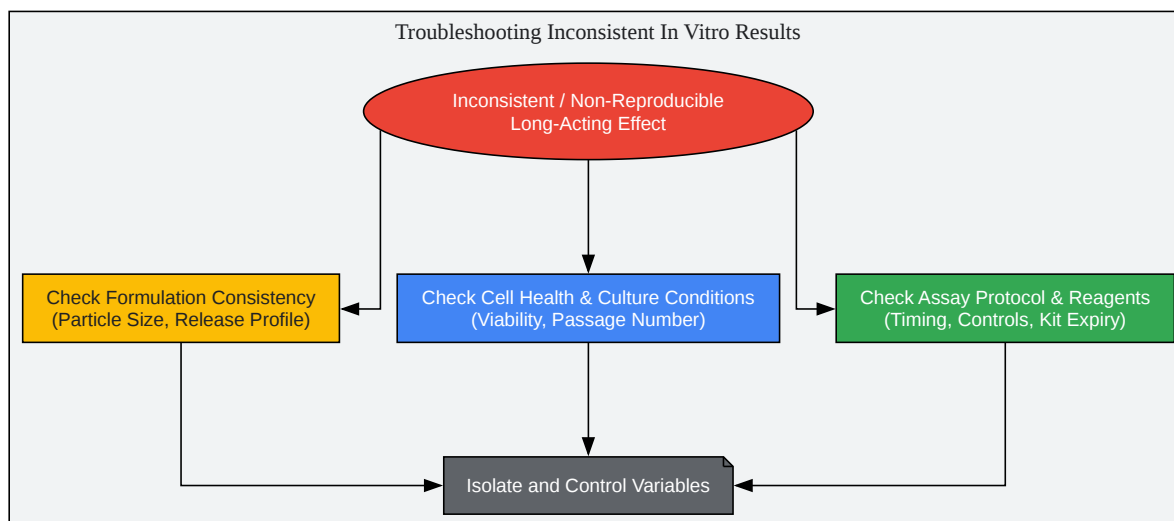 Troubleshooting Inconsistent In Vitro Results
Inconsistent / Non-Reproducible
Long-Acting Effect
Check Formulation Consistency
(Particle Size, Release Profile)
Check Cell Health & Culture Conditions
(Viability, Passage Number)
Check Assay Protocol & Reagents
(Timing, Controls, Kit Expiry)
Isolate and Control Variables